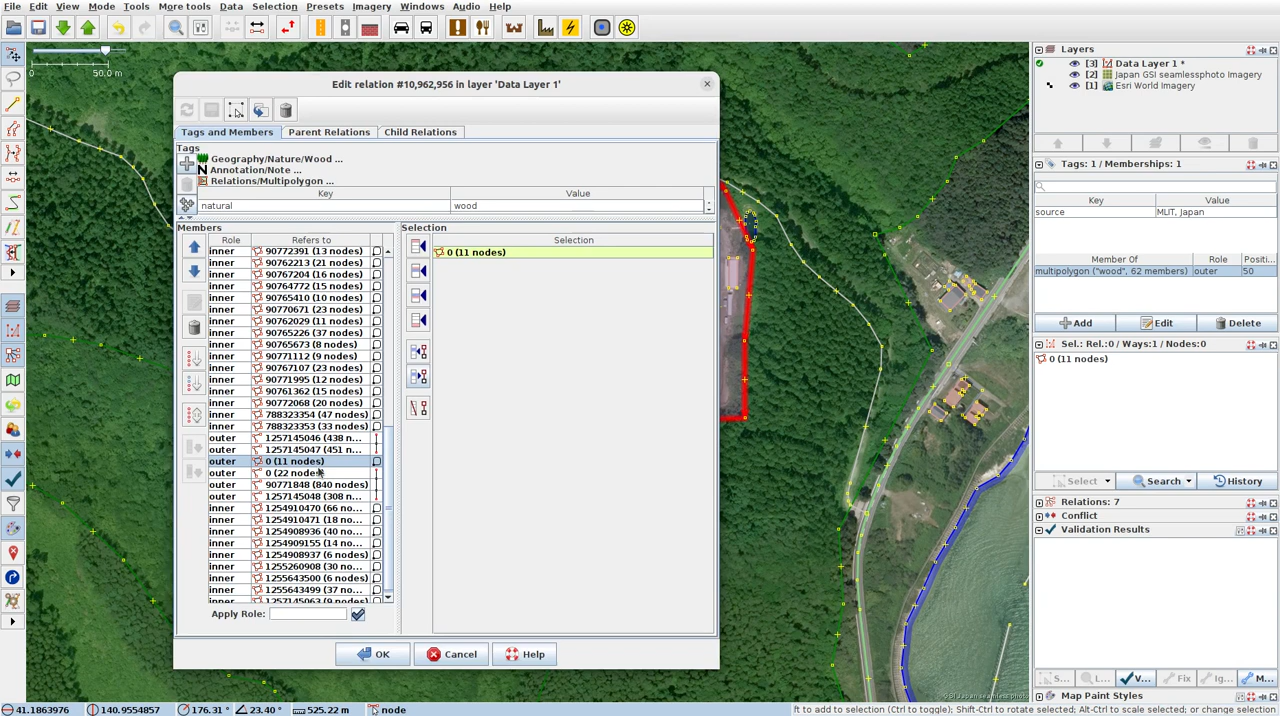 File Edit View Mode Tools More tools Data Selection Presets Imagery Windows Audio Help
0 50.0 m
Edit relation #10,962,956 in layer 'Data Layer 1'
Tags and Members Parent Relations Child Relations
Tags
Geography/Nature/Wood ...
Annotation/Note ...
Relations/Multipolygon ...
Key Value
natural wood
Members
Role Refers to
inner 90772391 (13 nodes)
inner 90762213 (21 nodes)
inner 90767204 (16 nodes)
inner 90764772 (15 nodes)
inner 90765410 (10 nodes)
inner 90770671 (23 nodes)
inner 90762029 (11 nodes)
inner 90765226 (37 nodes)
inner 90765673 (8 nodes)
inner 90771112 (9 nodes)
inner 90767107 (23 nodes)
inner 90771995 (12 nodes)
inner 90761362 (15 nodes)
inner 90772068 (20 nodes)
inner 788323354 (47 nodes)
inner 788323353 (33 nodes)
outer 1257145046 (438 n...
outer 1257145047 (451 n...
outer 0 (11 nodes)
outer 0 (22 nodes)
outer 90771848 (840 nodes)
outer 1257145048 (308 n...
inner 1254910470 (66 no...
inner 1254910471 (18 no...
inner 1254908936 (40 no...
inner 1254909155 (14 no...
inner 1254908937 (6 nodes)
inner 1255260908 (30 no...
inner 1255643500 (6 nodes)
inner 1255643499 (37 no...
inner 1257145063 (9 nodes)
Apply Role:
Selection
Selection
0 (11 nodes)
OK Cancel Help
Layers
[3] Data Layer 1 *
[2] Japan GSI seamlessphoto Imagery
[1] Esri World Imagery
Tags: 1 / Memberships: 1
Key Value
source MLIT, Japan
Member Of Role Positi...
multipolygon ("wood", 62 members) outer 50
Add Edit Delete
Sel.: Rel.:0 / Ways:1 / Nodes:0
0 (11 nodes)
Select Search History
Relations: 7
Conflict
Validation Results
S... L... V... Fix Ig... M...
Map Paint Styles
41.1863976 140.9554857 176.31 ° 23.40 ° 525.22 m node
ft to add to selection (Ctrl to toggle); Shift-Ctrl to rotate selected; Alt-Ctrl to scale selected; or change selection